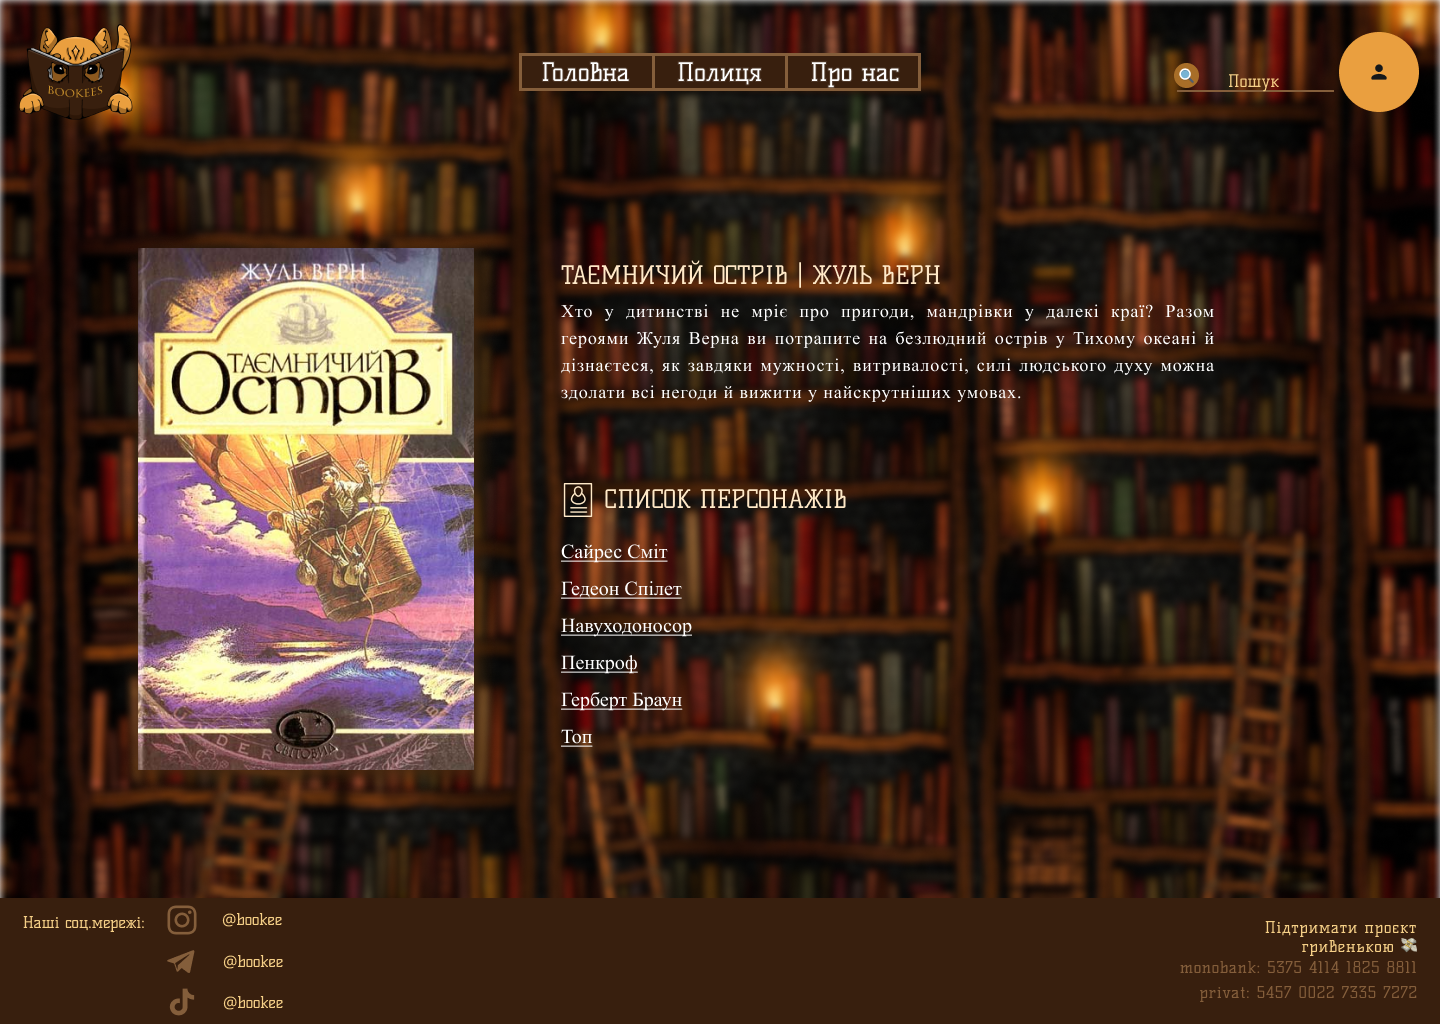 BOOKEES
Головна
Полиця
Про нас
Пошук
ЖУЛЬ ВЕРН
ТАЄМНИЧИЙ
ОстріВ
СВІТОВИД
ТАЄМНИЧИЙ ОСТРІВ | ЖУЛЬ ВЕРН
Хто у дитинстві не мріє про пригоди, мандрівки у далекі краї? Разом
героями Жуля Верна ви потрапите на безлюдний острів у Тихому океані й
дізнаєтеся, як завдяки мужності, витривалості, силі людського духу можна
здолати всі негоди й вижити у найскрутніших умовах.
СПИСОК ПЕРСОНАЖІВ
Сайрес Сміт
Гедеон Спілет
Навуходоносор
Пенкроф
Герберт Браун
Топ
Наші соц.мережі:
@bookee
@bookee
@bookee
Підтримати проєкт
гривенькою 💸
monobank: 5375 4114 1825 8811
privat: 5457 0022 7335 7272